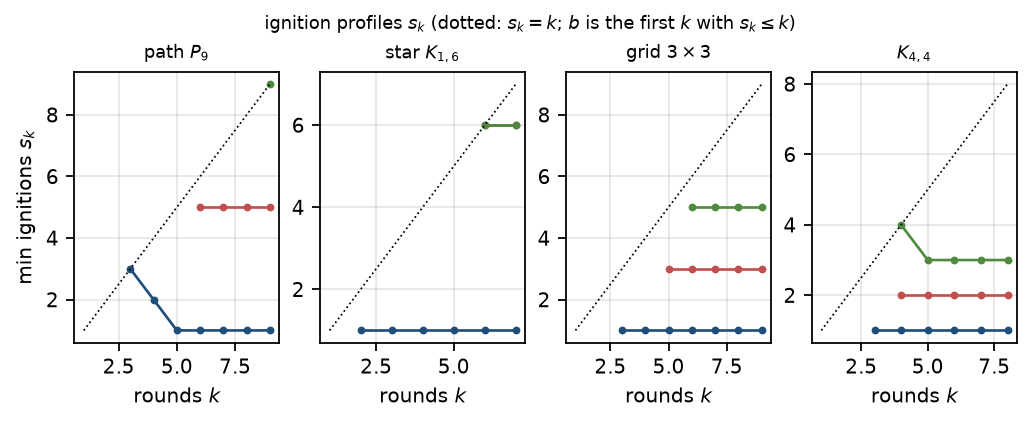 ignition profiles s_k (dotted: s_k = k; b is the first k with s_k ≤ k)
path P_9
star K_{1,6}
grid 3 × 3
K_{4,4}
min ignitions s_k
8
6
4
2
6
4
2
8
6
4
2
8
6
4
2
2.5 5.0 7.5
2.5 5.0
2.5 5.0 7.5
2.5 5.0 7.5
rounds k
rounds k
rounds k
rounds k